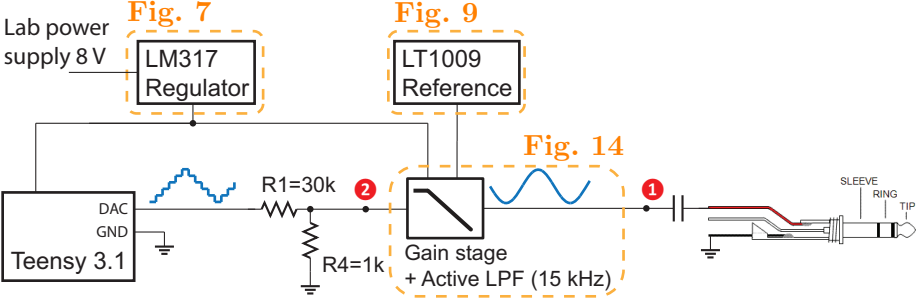 Fig. 7
Fig. 9
Lab power
supply 8 V
LM317
Regulator
LT1009
Reference
Fig. 14
R1=30k
2
1
SLEEVE
RING
TIP
DAC
GND
Teensy 3.1
R4=1k
Gain stage
+ Active LPF (15 kHz)